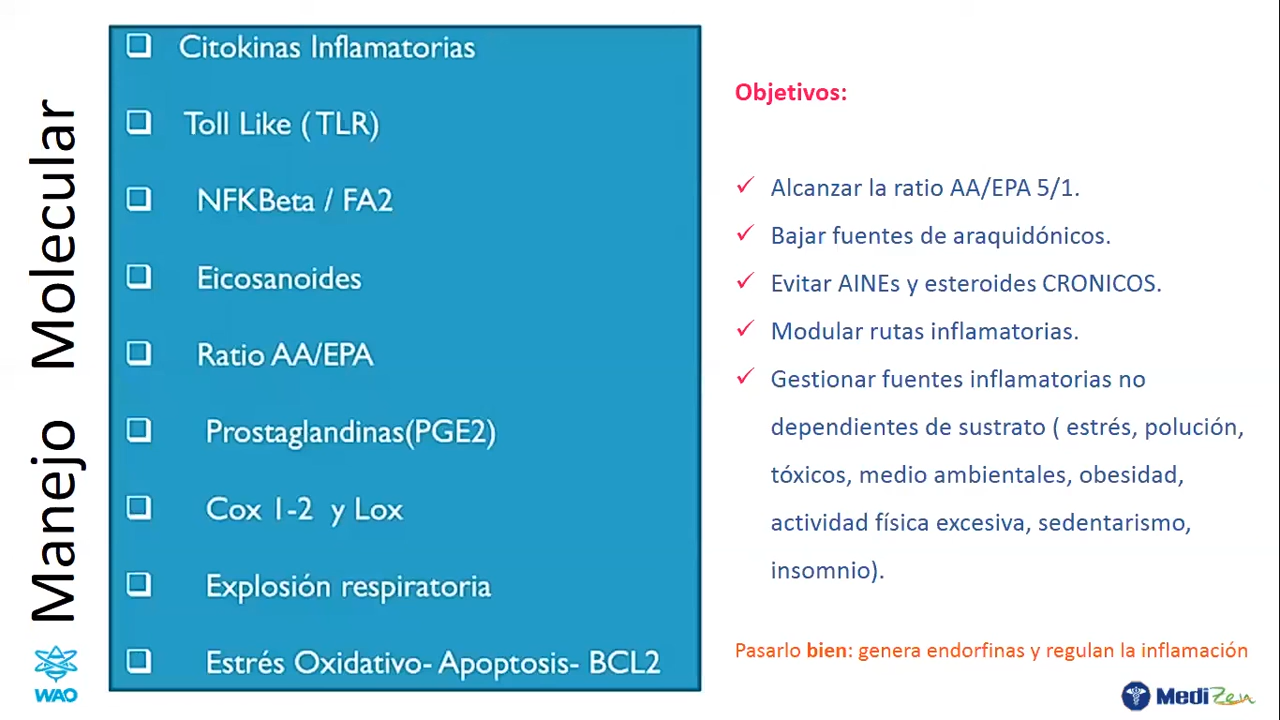 Manejo Molecular
Citokinas Inflamatorias
Toll Like ( TLR)
NFKBeta / FA2
Eicosanoides
Ratio AA/EPA
Prostaglandinas(PGE2)
Cox 1-2 y Lox
Explosión respiratoria
Estrés Oxidativo- Apoptosis- BCL2
Objetivos:
Alcanzar la ratio AA/EPA 5/1.
Bajar fuentes de araquidónicos.
Evitar AINEs y esteroides CRONICOS.
Modular rutas inflamatorias.
Gestionar fuentes inflamatorias no
dependientes de sustrato ( estrés, polución,
tóxicos, medio ambientales, obesidad,
actividad física excesiva, sedentarismo,
insomnio).
Pasarlo bien: genera endorfinas y regulan la inflamación
WAO
MediZen